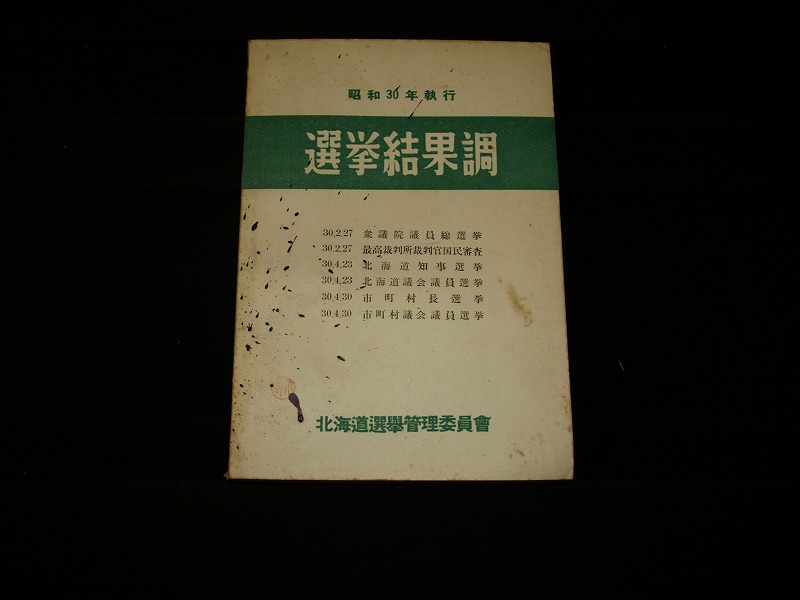 昭和30年執行
選挙結果調
30.2.27 衆議院議員総選挙
30.2.27 最高裁判所裁判官国民審査
30.4.23 北海道知事選挙
30.4.23 北海道議会議員選挙
30.4.30 市町村長選挙
30.4.30 市町村議会議員選挙
北海道選擧管理委員會